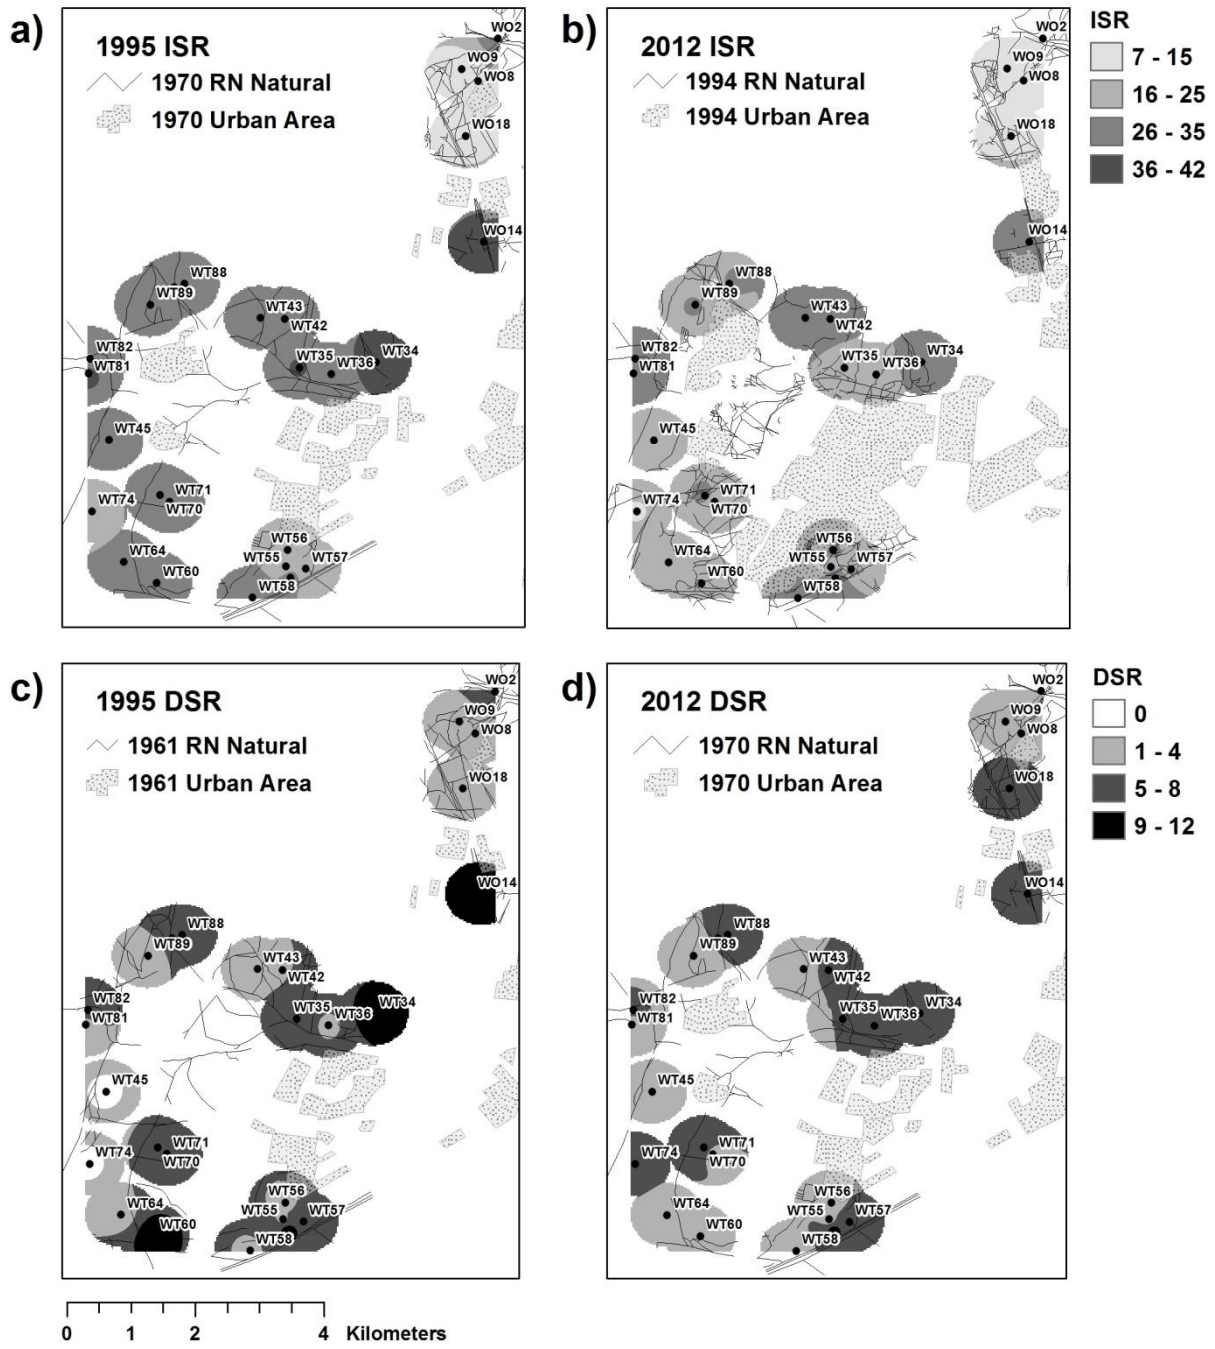 a)
1995 ISR
1970 RN Natural
1970 Urban Area
WO2
WO9
WO8
WO18
WO14
WT88
WT89
WT43
WT42
WT82
WT81
WT35
WT36
WT34
WT45
WT74
WT71
WT70
WT64
WT60
WT56
WT55
WT57
WT58
b)
2012 ISR
1994 RN Natural
1994 Urban Area
WO2
WO9
WO8
WO18
WO14
WT88
WT89
WT43
WT42
WT82
WT81
WT35
WT36
WT34
WT45
WT74
WT71
WT70
WT64
WT60
WT56
WT55
WT57
WT58
ISR
7 - 15
16 - 25
26 - 35
36 - 42
c)
1995 DSR
1961 RN Natural
1961 Urban Area
WO2
WO9
WO8
WO18
WO14
WT88
WT89
WT43
WT42
WT82
WT81
WT35
WT36
WT34
WT45
WT74
WT71
WT70
WT64
WT60
WT56
WT55
WT57
WT58
d)
2012 DSR
1970 RN Natural
1970 Urban Area
WO2
WO9
WO8
WO18
WO14
WT88
WT89
WT43
WT42
WT82
WT81
WT35
WT36
WT34
WT45
WT74
WT71
WT70
WT64
WT60
WT56
WT55
WT57
WT58
DSR
0
1 - 4
5 - 8
9 - 12
0 1 2 4 Kilometers